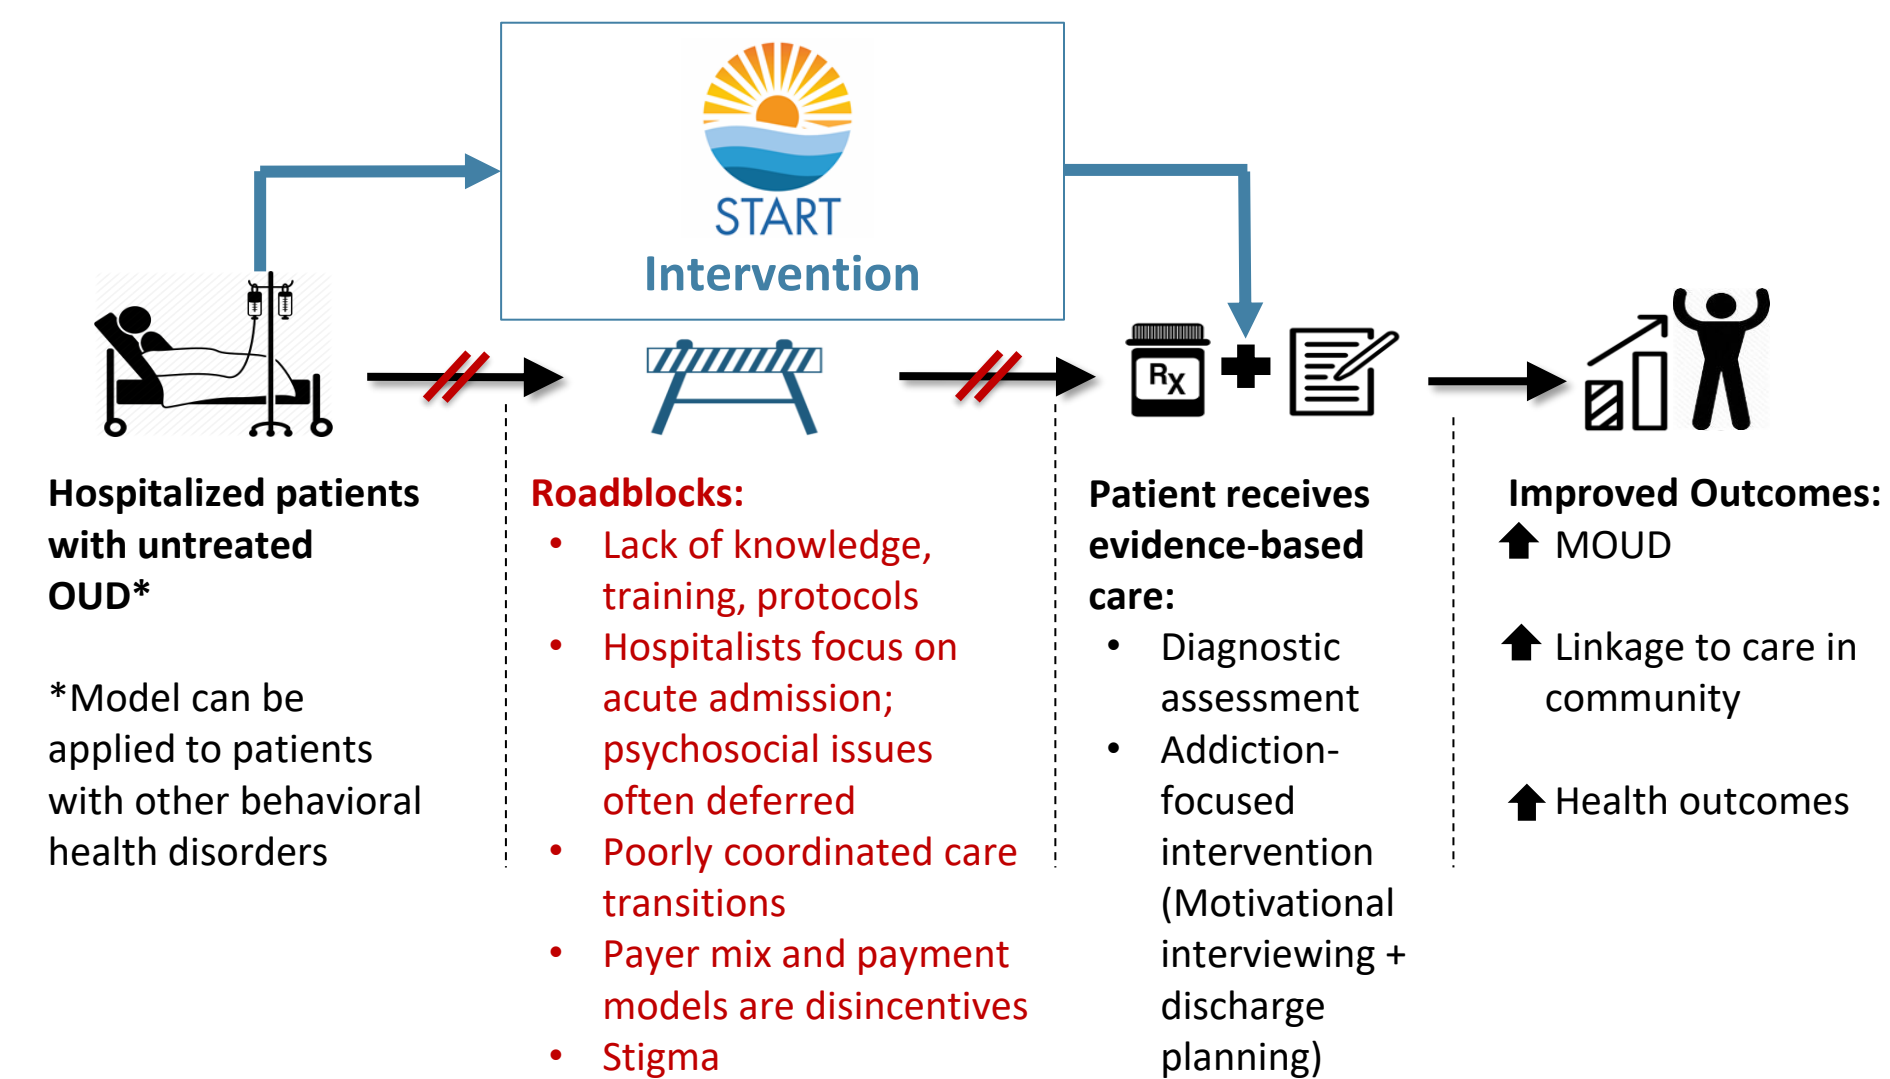 START
Intervention
RX
Hospitalized patients
with untreated
OUD*
*Model can be
applied to patients
with other behavioral
health disorders
Roadblocks:
• Lack of knowledge,
training, protocols
• Hospitalists focus on
acute admission;
psychosocial issues
often deferred
• Poorly coordinated care
transitions
• Payer mix and payment
models are disincentives
• Stigma
Patient receives
evidence-based
care:
• Diagnostic
assessment
• Addiction-
focused
intervention
(Motivational
interviewing +
discharge
planning)
Improved Outcomes:
MOUD
Linkage to care in
community
Health outcomes